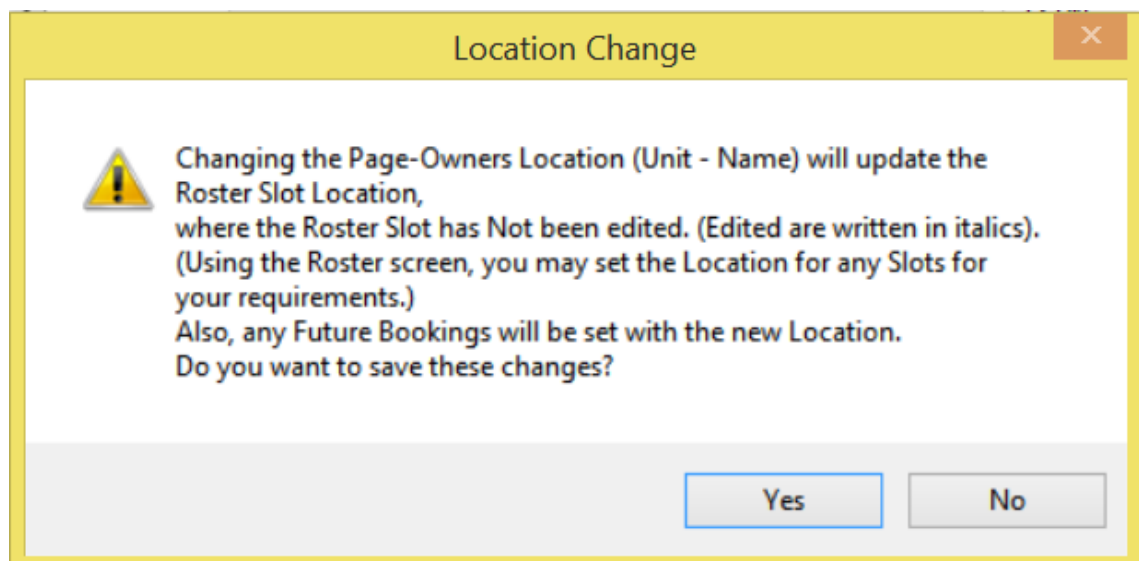 Location Change
Changing the Page-Owners Location (Unit - Name) will update the
Roster Slot Location,
where the Roster Slot has Not been edited. (Edited are written in italics).
(Using the Roster screen, you may set the Location for any Slots for
your requirements.)
Also, any Future Bookings will be set with the new Location.
Do you want to save these changes?
Yes
No